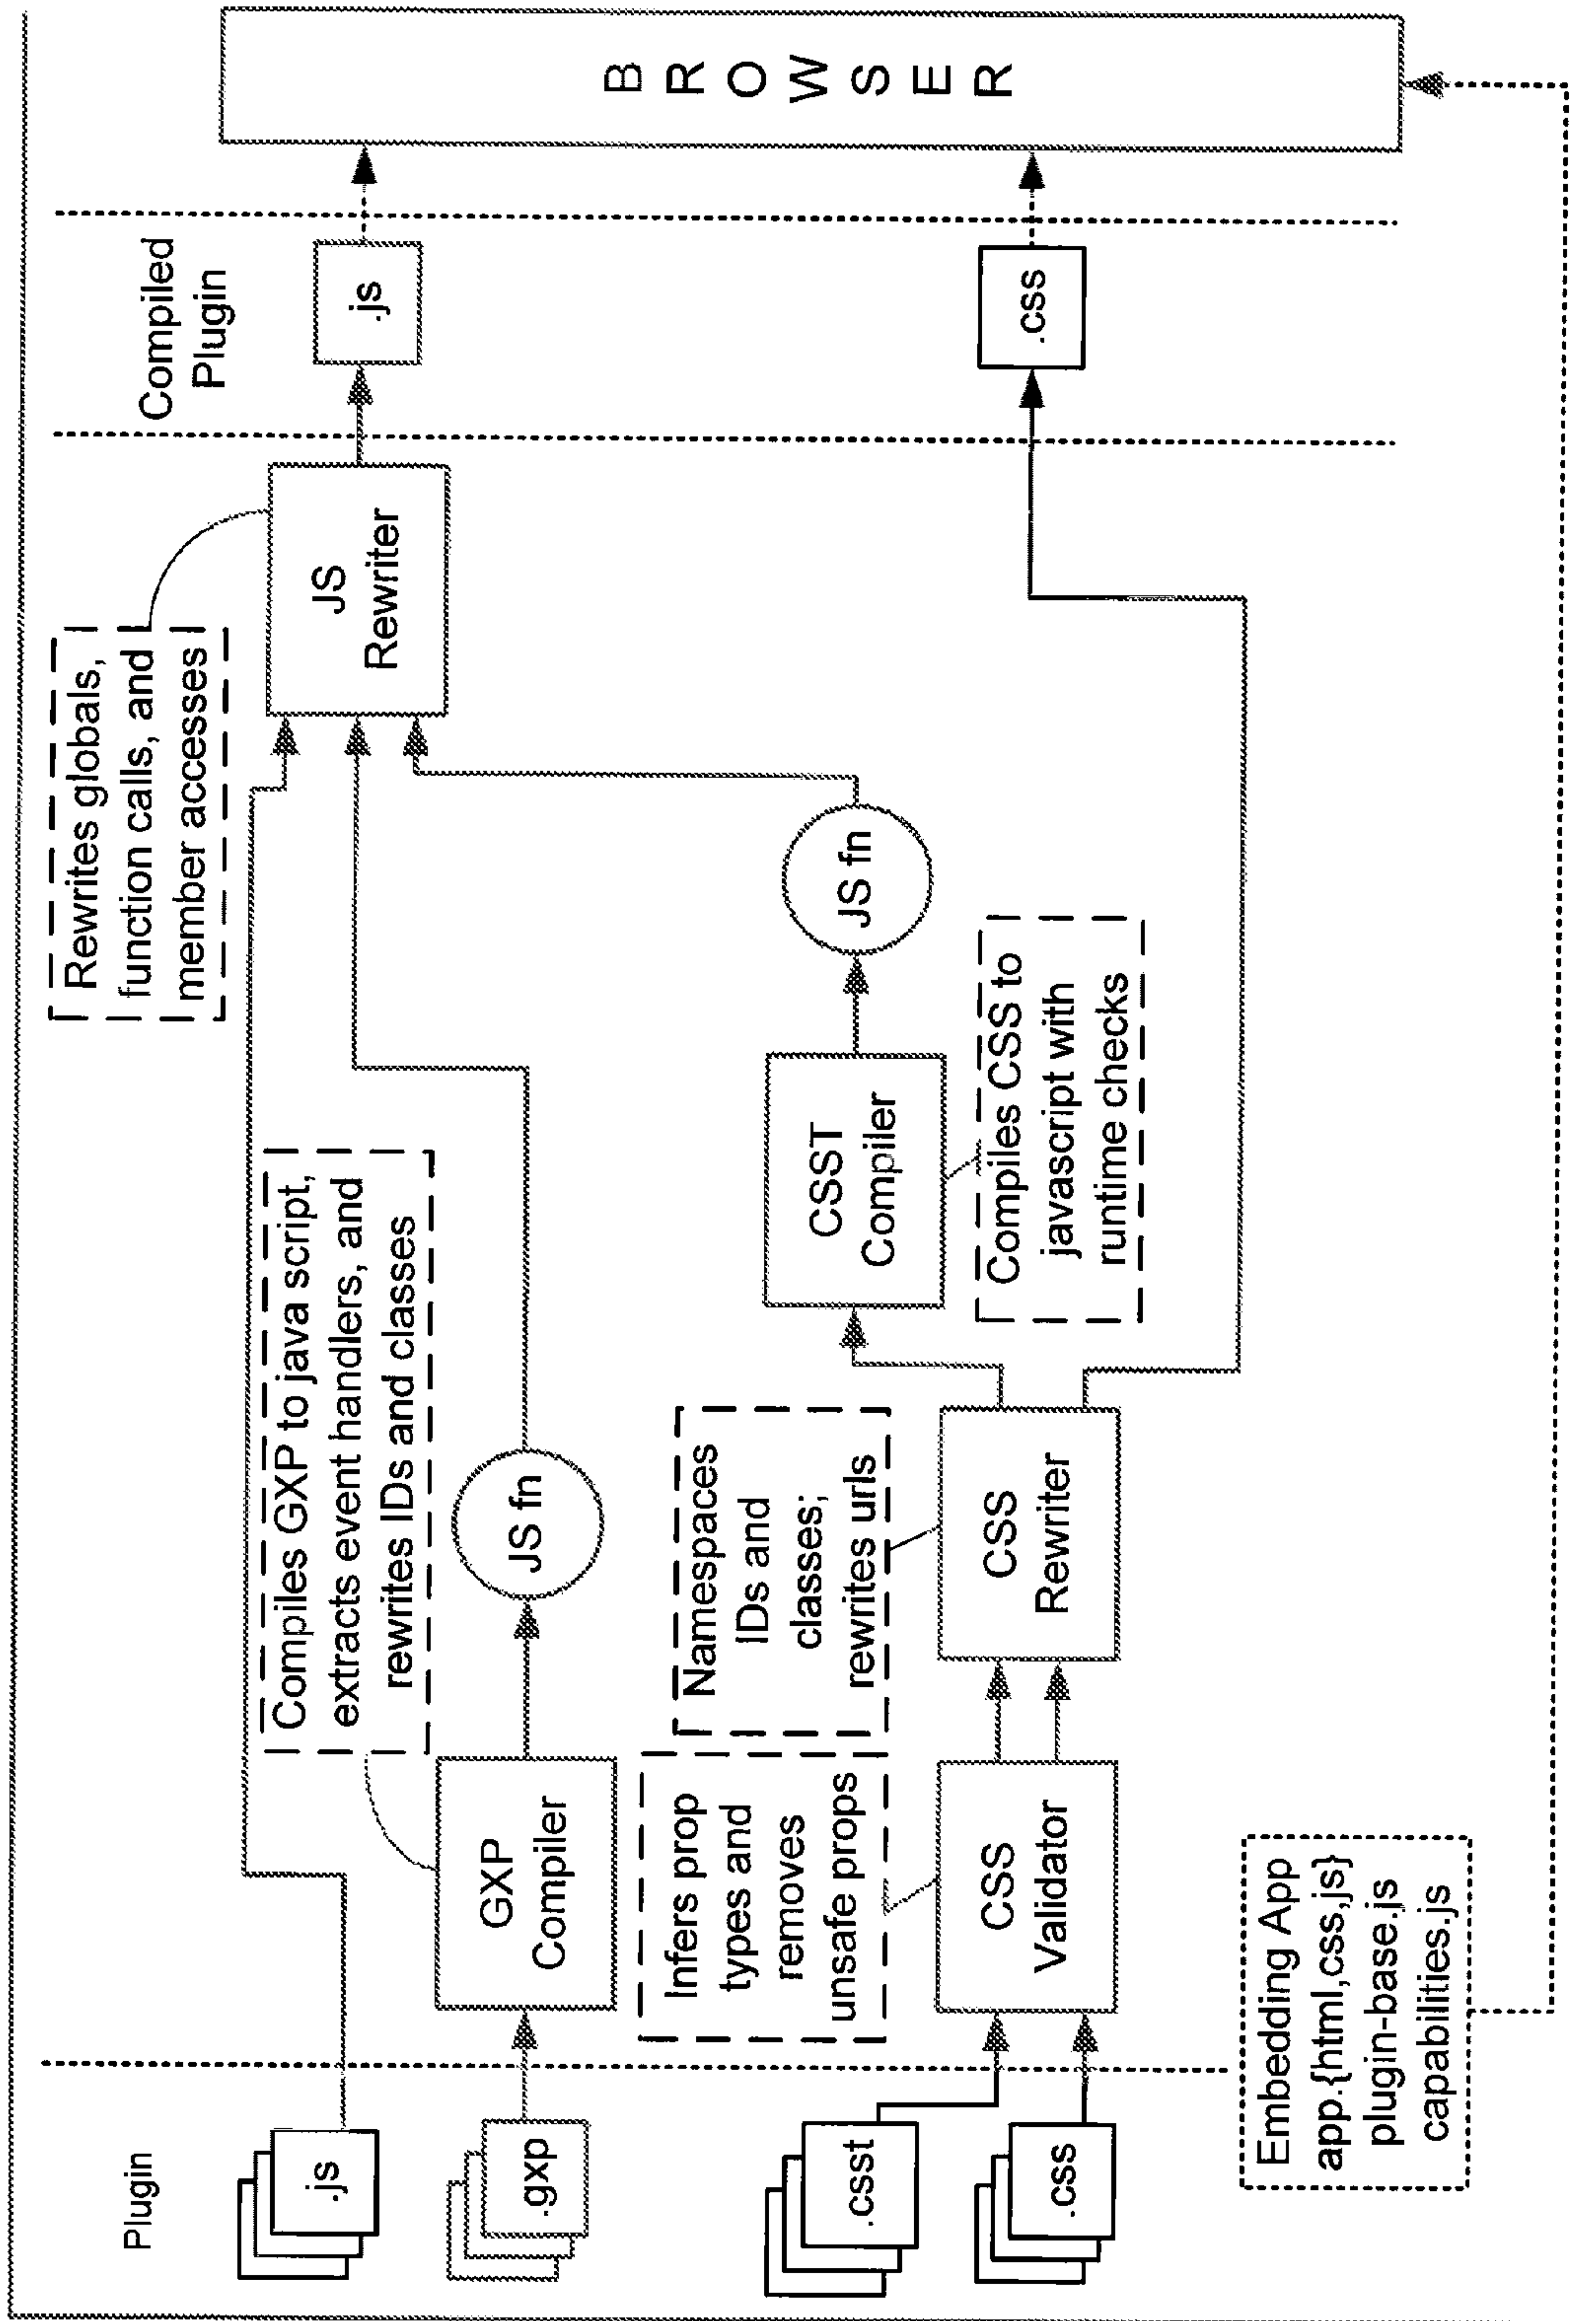 Plugin
.js
.gxp
.csst
.css
Embedding App
app.{html,css,js}
plugin-base.js
capabilities.js
GXP
Compiler
Compiles GXP to java script,
extracts event handlers, and
rewrites IDs and classes
JS fn
Infers prop
types and
removes
unsafe props
CSS
Validator
Namespaces
IDs and
classes;
rewrites urls
CSS
Rewriter
CSST
Compiler
Compiles CSS to
javascript with
runtime checks
JS fn
Rewrites globals,
function calls, and
member accesses
JS
Rewriter
Compiled
Plugin
.js
.css
B
R
O
W
S
E
R